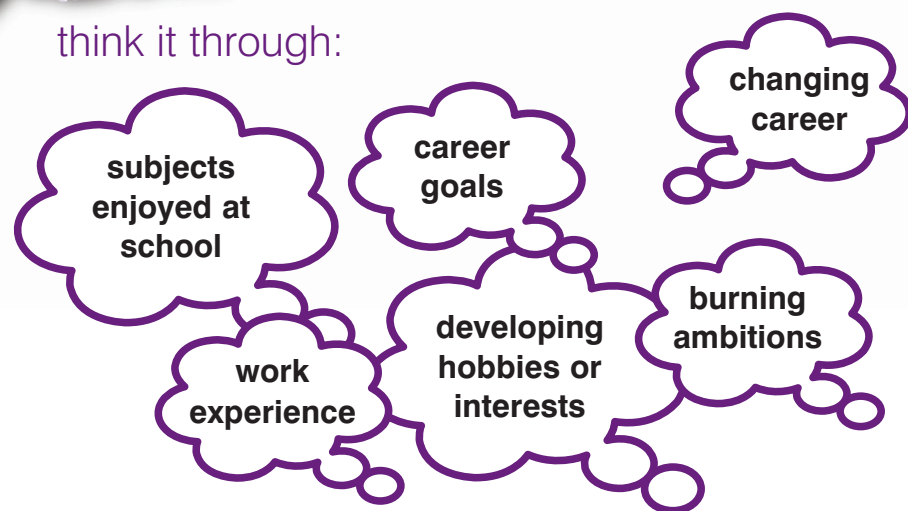 think it through:
subjects
enjoyed at
school
career
goals
changing
career
work
experience
developing
hobbies or
interests
burning
ambitions